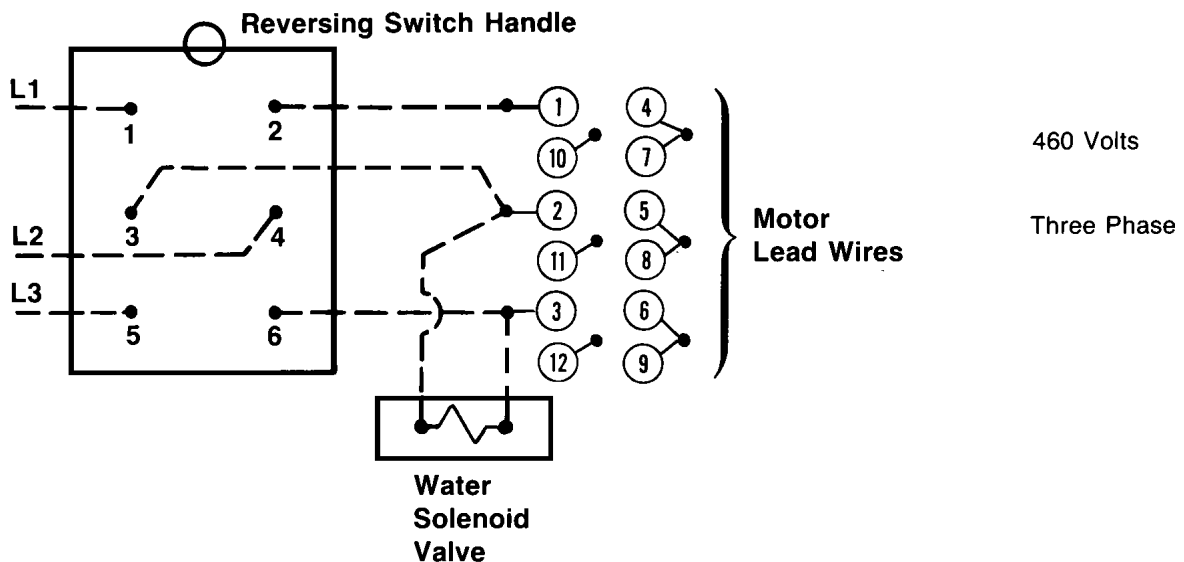 Reversing Switch Handle
L1
1
2
1
4
10
7
460 Volts
3
4
2
5
Motor
Lead Wires
Three Phase
L2
11
8
L3
5
6
3
6
12
9
Water
Solenoid
Valve